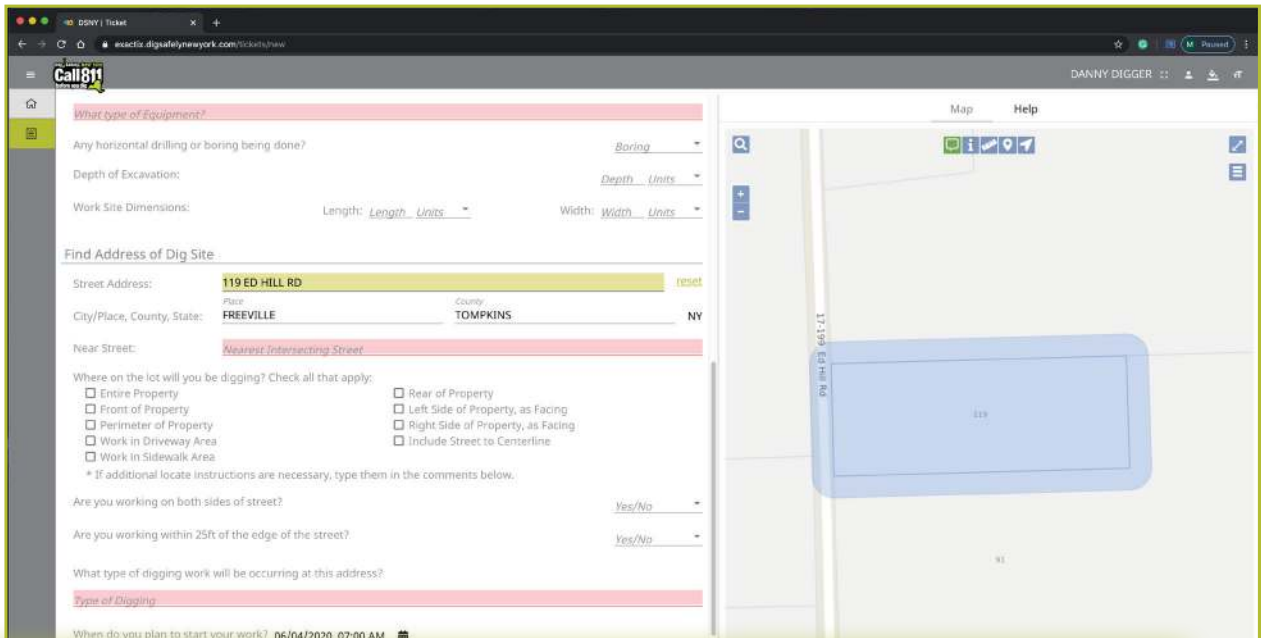 DSNY | Ticket
exactix.digsafelynewyork.com/tickets/new
M Paused
Call811
before you dig
DANNY DIGGER
What type of Equipment?
Any horizontal drilling or boring being done? Boring
Depth of Excavation: Depth Units
Work Site Dimensions: Length: Length Units Width: Width Units
Find Address of Dig Site
Street Address: 119 ED HILL RD reset
Place County
City/Place, County, State: FREEVILLE TOMPKINS NY
Near Street: Nearest Intersecting Street
Where on the lot will you be digging? Check all that apply:
Entire Property Rear of Property
Front of Property Left Side of Property, as Facing
Perimeter of Property Right Side of Property, as Facing
Work in Driveway Area Include Street to Centerline
Work in Sidewalk Area
* If additional locate instructions are necessary, type them in the comments below.
Are you working on both sides of street? Yes/No
Are you working within 25ft of the edge of the street? Yes/No
What type of digging work will be occurring at this address?
Type of Digging
When do you plan to start your work? 06/04/2020, 07:00 AM
Map Help
17-199 Ed Hill Rd
119
91